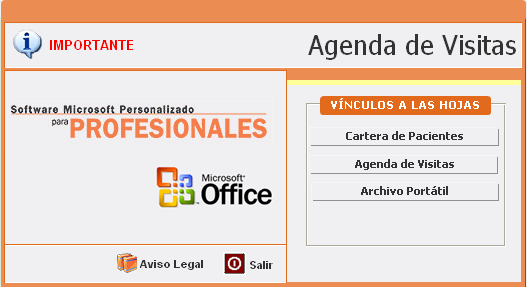 IMPORTANTE
Agenda de Visitas
Software Microsoft Personalizado
para PROFESIONALES
Microsoft®
Office
VÍNCULOS A LAS HOJAS
Cartera de Pacientes
Agenda de Visitas
Archivo Portátil
Aviso Legal
Salir